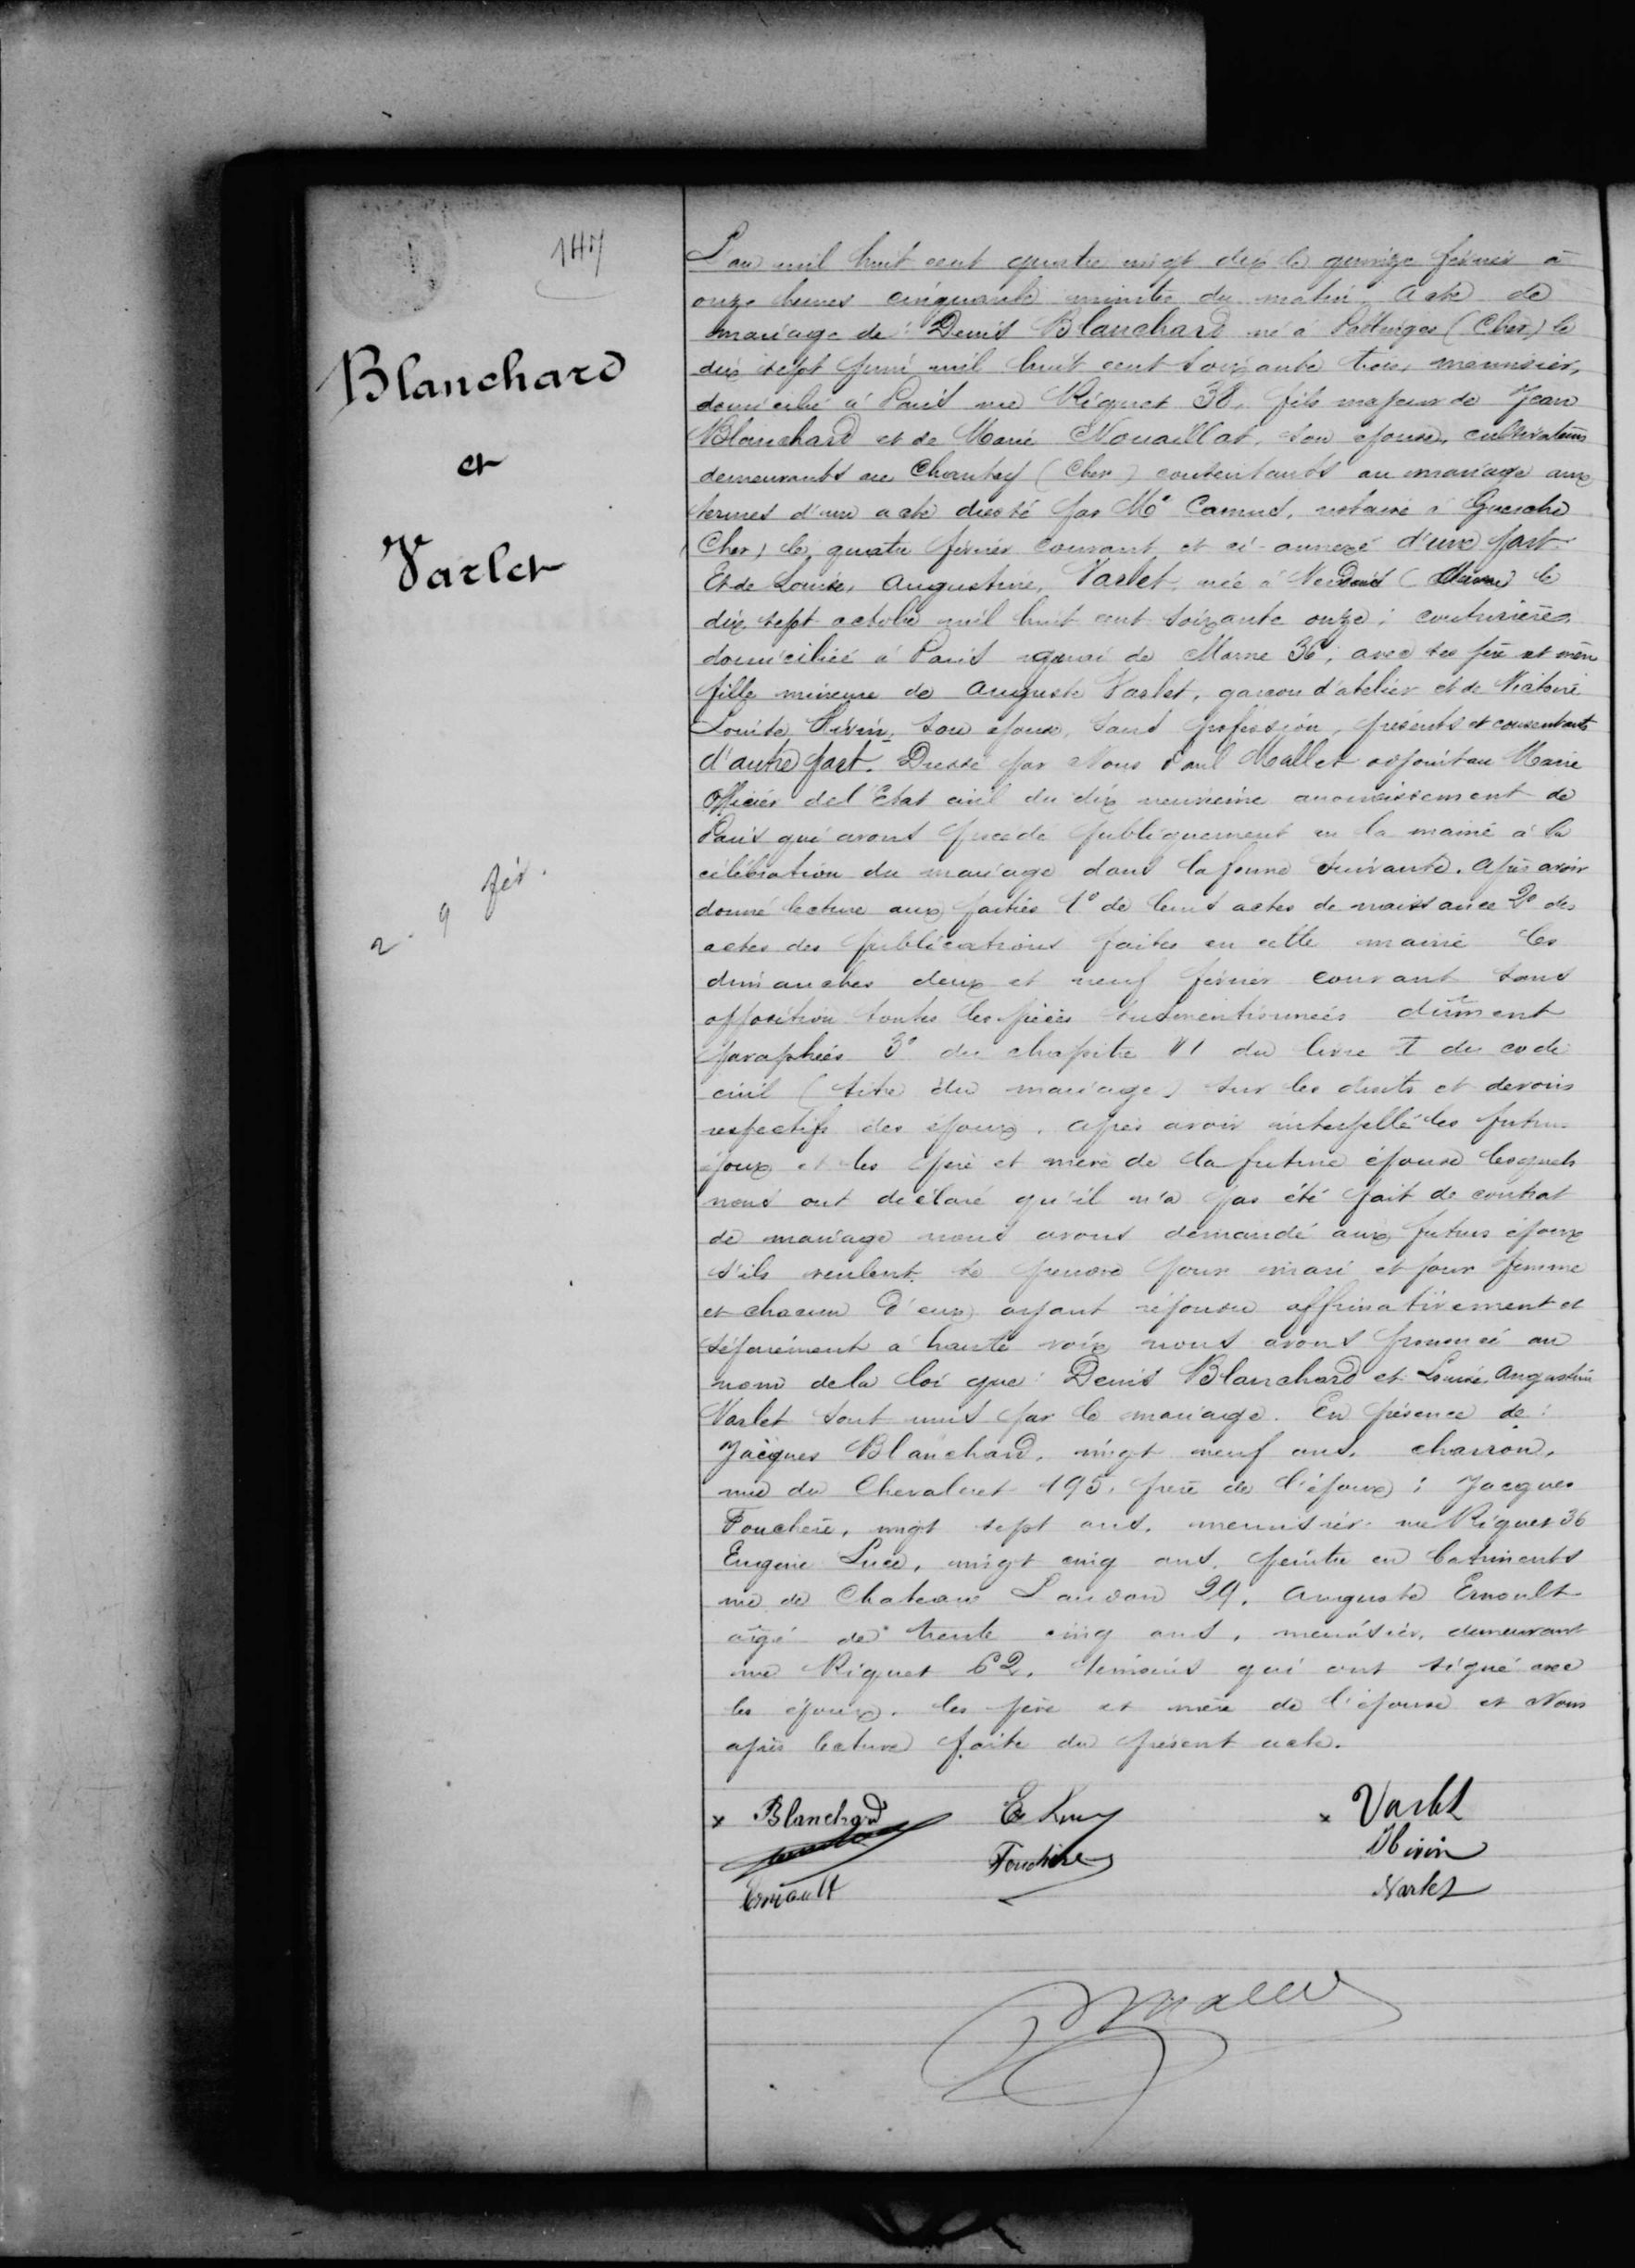 147
Blanchard
et
Varlet
2. 9 fév.
L'an mil huit cent quatre vingt dix le quinze février à
onze heures cinquante minutes du matin. Acte de
mariage de : Denis Blanchard né à (Cher) le
dix sept juin mil huit cent soixante trois, menuisier,
domicilié à Paris rue Riquet 38, fils majeur de Jean
Blanchard et de Marie Nouaillat, son épouse, cultivateurs
demeurants au Chautay (Cher) consentants au mariage aux
termes d'un acte dressé par Me Camus, notaire à Guerche
(Cher) le quatre février courant et ci-annexé d'une part.
Et de Louise, Augustine, Varlet, née à le
dix sept octobre mil huit cent soixante onze ; couturière,
domiciliée à Paris quai de Marne 36, avec ses père et mère
fille mineure de Auguste Varlet, garçon d'atelier et de Victoire
Louise Hivin, son épouse, sans profession, présents et consentants
d'autre part. Dressé par Nous Paul Mallet adjoint au Maire
Officier de l'Etat civil du dix neuvième arrondissement de
Paris qui avons procédé publiquement en la mairie à la
célébration du mariage dans la forme suivante. Après avoir
donné lecture aux parties 1° de leurs actes de naissance 2° des
actes des publications faites en cette mairie les
dimanches deux et neuf février courant sans
opposition toutes les pièces susmentionnées dûment
paraphées 3° du chapitre VI du livre I du code
civil (titre du mariage) sur les droits et devoirs
respectifs des époux. après avoir interpellé les futurs
époux et les père et mère de la future épouse lesquels
nous ont déclaré qu'il n'a pas été fait de contrat
de mariage nous avons demandé aux futurs époux
s'ils veulent se prendre pour mari et pour femme
et chacun d'eux ayant répondu affirmativement et
séparément à haute voix nous avons prononcé au
nom de la loi que : Denis Blanchard et Louise, Augustine
Varlet sont unis par le mariage. En présence de :
Jacques Blanchard, vingt neuf ans, charron,
rue du Chevaleret 195, frère de l'époux ; Jacques
Fouchère, vingt sept ans, menuisier rue Riquet 36
Eugène Luce, vingt cinq ans, peintre en batiments
rue de Chateau Landon 29, Auguste Ernoult
âgé de trente cinq ans, menuisier, demeurant
rue Riquet 62, témoins qui ont signé avec
les époux, les père et mère de l'épouse et Nous
après lecture faite du présent acte.
x Blanchard E Luce x Varlet
Fouchère Hivin
Ernoult Varlet
PMallet